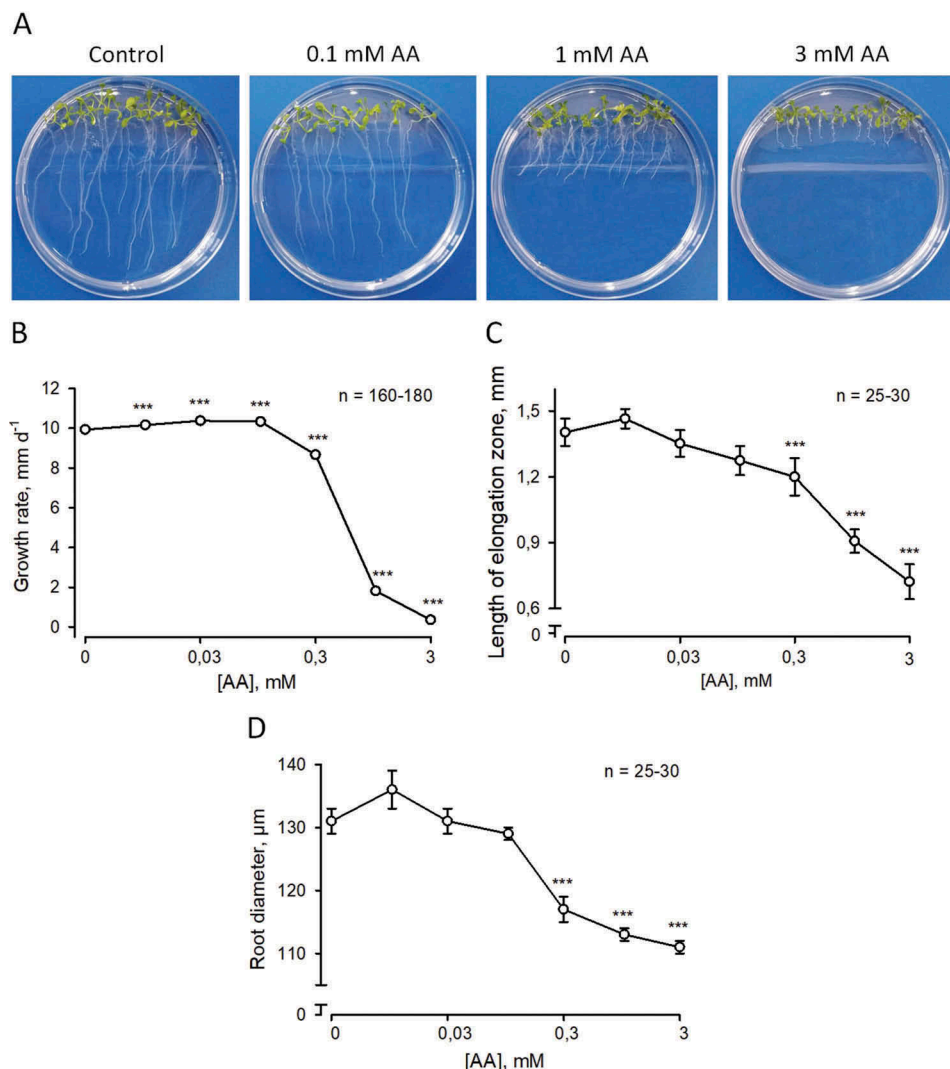 A
Control
0.1 mM AA
1 mM AA
3 mM AA
B
Growth rate, mm d⁻¹
12
10
8
6
4
2
0
n = 160-180
***
***
***
***
***
***
0
0,03
0,3
3
[AA], mM
C
Length of elongation zone, mm
1,5
1,2
0,9
0,6
0
n = 25-30
***
***
***
0
0,03
0,3
3
[AA], mM
D
Root diameter, µm
140
130
120
110
0
n = 25-30
***
***
***
0
0,03
0,3
3
[AA], mM